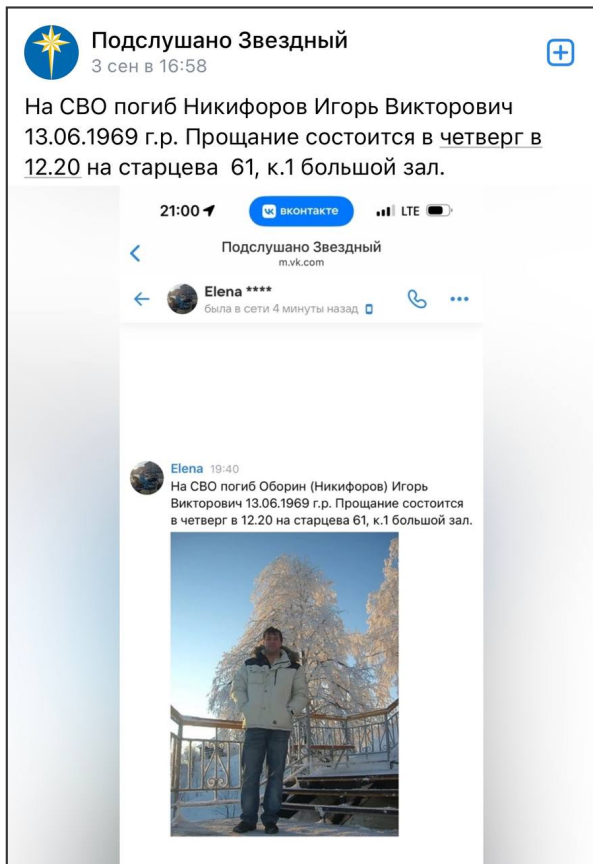 Подслушано Звездный
3 сен в 16:58
На СВО погиб Никифоров Игорь Викторович
13.06.1969 г.р. Прощание состоится в четверг в
12.20 на старцева 61, к.1 большой зал.
21:00
вконтакте
LTE
Подслушано Звездный
m.vk.com
Elena ****
была в сети 4 минуты назад
Elena 19:40
На СВО погиб Оборин (Никифоров) Игорь
Викторович 13.06.1969 г.р. Прощание состоится
в четверг в 12.20 на старцева 61, к.1 большой зал.